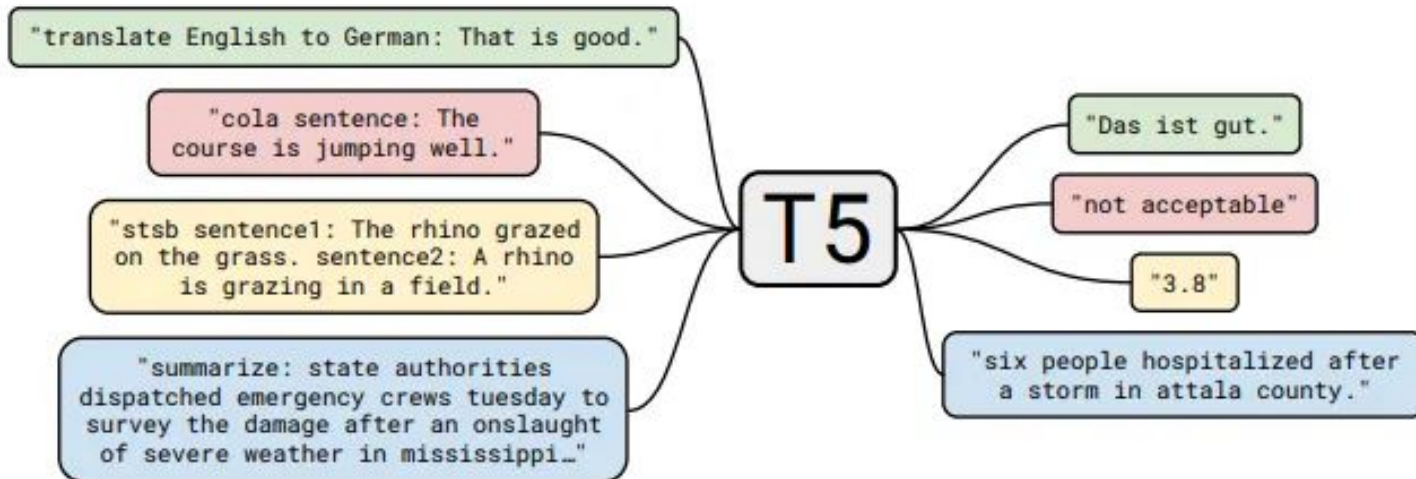 "translate English to German: That is good."
"cola sentence: The
course is jumping well."
"stsb sentence1: The rhino grazed
on the grass. sentence2: A rhino
is grazing in a field."
"summarize: state authorities
dispatched emergency crews tuesday to
survey the damage after an onslaught
of severe weather in mississippi…"
T5
"Das ist gut."
"not acceptable"
"3.8"
"six people hospitalized after
a storm in attala county."